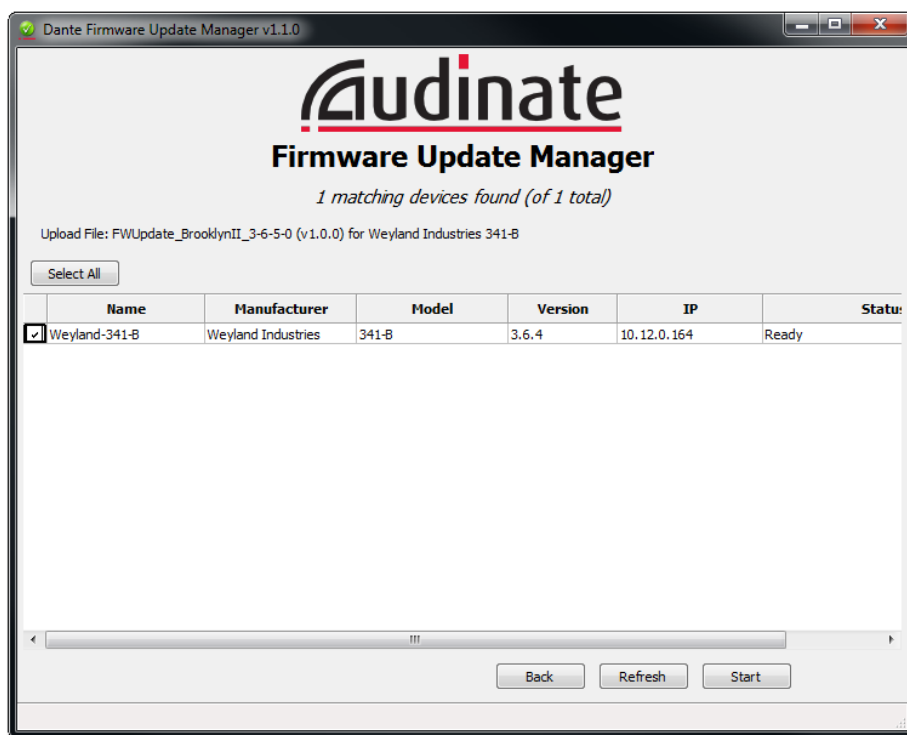 Dante Firmware Update Manager v1.1.0
Audinate
Firmware Update Manager
1 matching devices found (of 1 total)
Upload File: FWUpdate_BrooklynII_3-6-5-0 (v1.0.0) for Weyland Industries 341-B
Select All
Name Manufacturer Model Version IP Status
Weyland-341-B Weyland Industries 341-B 3.6.4 10.12.0.164 Ready
Back Refresh Start